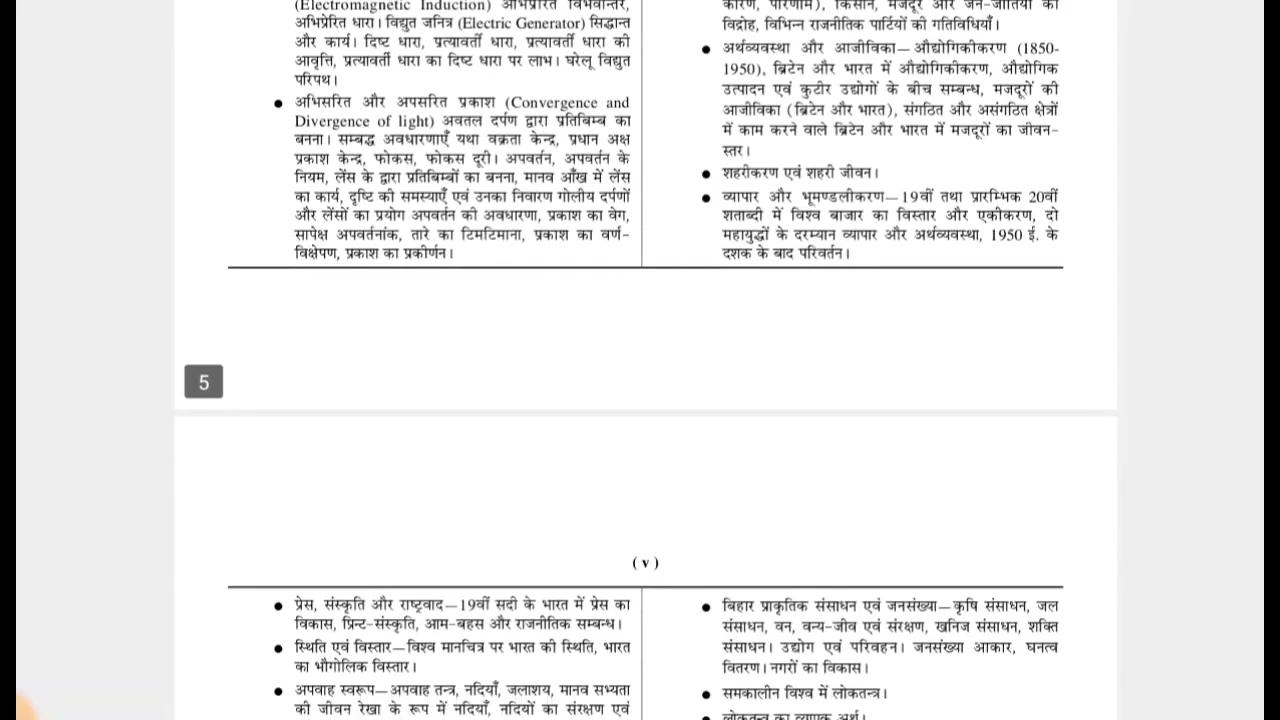 (Electromagnetic Induction) अभिप्रेरित विभवान्तर,
अभिप्रेरित धारा। विद्युत जनित्र (Electric Generator) सिद्धान्त
और कार्य। दिष्ट धारा, प्रत्यावर्ती धारा, प्रत्यावर्ती धारा की
आवृत्ति, प्रत्यावर्ती धारा का दिष्ट धारा पर लाभ। घरेलू विद्युत
परिपथ।
● अभिसरित और अपसरित प्रकाश (Convergence and
Divergence of light) अवतल दर्पण द्वारा प्रतिबिम्ब का
बनना। सम्बद्ध अवधारणाएँ यथा वक्रता केन्द्र, प्रधान अक्ष
प्रकाश केन्द्र, फोकस, फोकस दूरी। अपवर्तन, अपवर्तन के
नियम, लेंस के द्वारा प्रतिबिम्बों का बनना, मानव आँख में लेंस
का कार्य, दृष्टि की समस्याएँ एवं उनका निवारण गोलीय दर्पणों
और लेंसों का प्रयोग अपवर्तन की अवधारणा, प्रकाश का वेग,
सापेक्ष अपवर्तनांक, तारे का टिमटिमाना, प्रकाश का वर्ण-
विक्षेपण, प्रकाश का प्रकीर्णन।
कारण, परिणाम), किसान, मजदूर और जन-जातियों का
विद्रोह, विभिन्न राजनीतिक पार्टियों की गतिविधियाँ।
● अर्थव्यवस्था और आजीविका—औद्योगिकीकरण (1850-
1950), ब्रिटेन और भारत में औद्योगिकीकरण, औद्योगिक
उत्पादन एवं कुटीर उद्योगों के बीच सम्बन्ध, मजदूरों की
आजीविका (ब्रिटेन और भारत), संगठित और असंगठित क्षेत्रों
में काम करने वाले ब्रिटेन और भारत में मजदूरों का जीवन-
स्तर।
● शहरीकरण एवं शहरी जीवन।
● व्यापार और भूमण्डलीकरण—19वीं तथा प्रारम्भिक 20वीं
शताब्दी में विश्व बाजार का विस्तार और एकीकरण, दो
महायुद्धों के दरम्यान व्यापार और अर्थव्यवस्था, 1950 ई. के
दशक के बाद परिवर्तन।
5
( v )
● प्रेस, संस्कृति और राष्ट्रवाद—19वीं सदी के भारत में प्रेस का
विकास, प्रिन्ट-संस्कृति, आम-बहस और राजनीतिक सम्बन्ध।
● स्थिति एवं विस्तार—विश्व मानचित्र पर भारत की स्थिति, भारत
का भौगोलिक विस्तार।
● अपवाह स्वरूप—अपवाह तन्त्र, नदियाँ, जलाशय, मानव सभ्यता
की जीवन रेखा के रूप में नदियाँ, नदियों का संरक्षण एवं
● बिहार प्राकृतिक संसाधन एवं जनसंख्या—कृषि संसाधन, जल
संसाधन, वन, वन्य-जीव एवं संरक्षण, खनिज संसाधन, शक्ति
संसाधन। उद्योग एवं परिवहन। जनसंख्या आकार, घनत्व
वितरण। नगरों का विकास।
● समकालीन विश्व में लोकतन्त्र।
● लोकतन्त्र का व्यापक अर्थ।